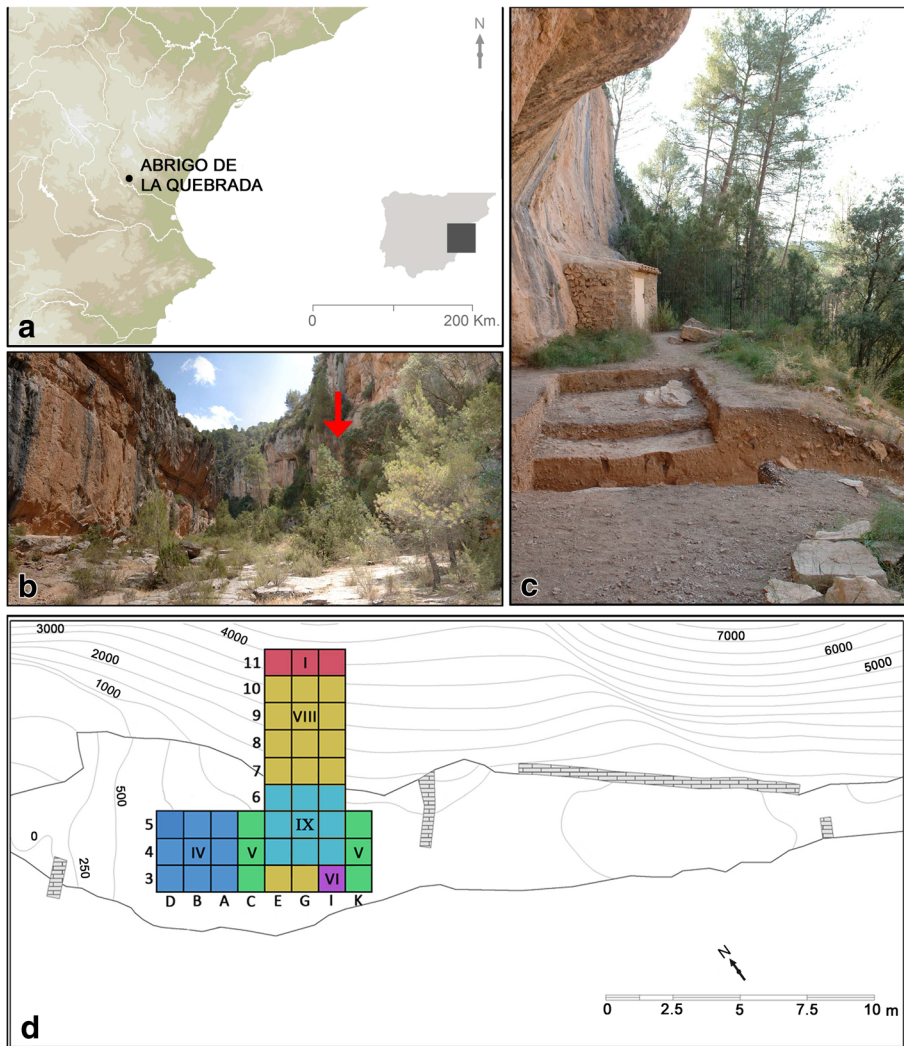 N
ABRIGO DE
LA QUEBRADA
0 200 Km.
a
b
c
3000 4000 7000
2000 6000
1000 5000
500
0
250
11 I
10
9 VIII
8
7
6
5 IX
4 IV V V
3 VI
D B A C E G I K
N
0 2.5 5 7.5 10 m
d